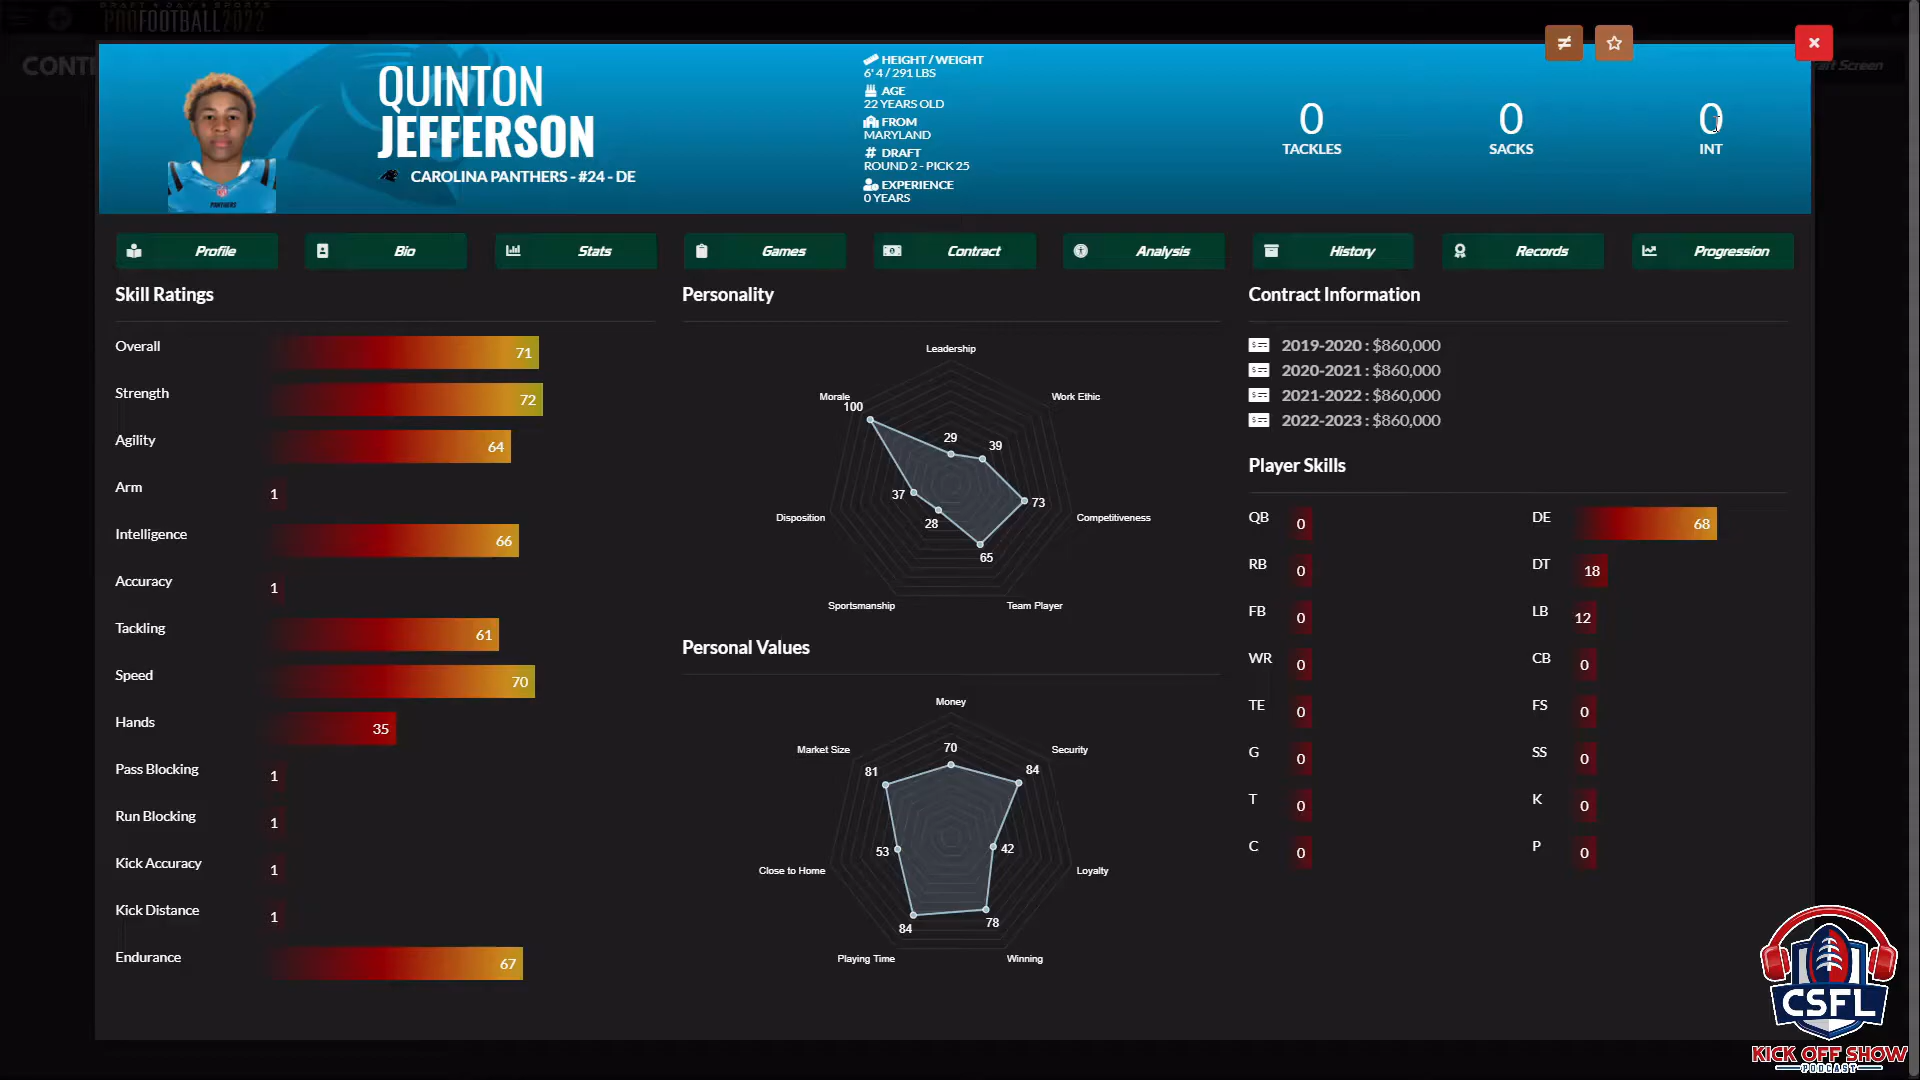 DRAFT DAY SPORTS
PROFOOTBALL2022
CONT
QUINTON
JEFFERSON
CAROLINA PANTHERS - #24 - DE
PANTHERS
HEIGHT / WEIGHT
6' 4 / 291 LBS
AGE
22 YEARS OLD
FROM
MARYLAND
# DRAFT
ROUND 2 - PICK 25
EXPERIENCE
0 YEARS
0
TACKLES
0
SACKS
0
INT
Screen
Profile
Bio
Stats
Games
Contract
Analysis
History
Records
Progression
Skill Ratings
Overall 71
Strength 72
Agility 64
Arm 1
Intelligence 66
Accuracy 1
Tackling 61
Speed 70
Hands 35
Pass Blocking 1
Run Blocking 1
Kick Accuracy 1
Kick Distance 1
Endurance 67
Personality
Leadership
29
Work Ethic
39
Competitiveness
73
Team Player
65
Sportsmanship
28
Disposition
37
Morale
100
Personal Values
Money
70
Security
84
Loyalty
42
Winning
78
Playing Time
84
Close to Home
53
Market Size
81
Contract Information
2019-2020 : $860,000
2020-2021 : $860,000
2021-2022 : $860,000
2022-2023 : $860,000
Player Skills
QB 0
RB 0
FB 0
WR 0
TE 0
G 0
T 0
C 0
DE 68
DT 18
LB 12
CB 0
FS 0
SS 0
K 0
P 0
CSFL
KICK OFF SHOW
PODCAST